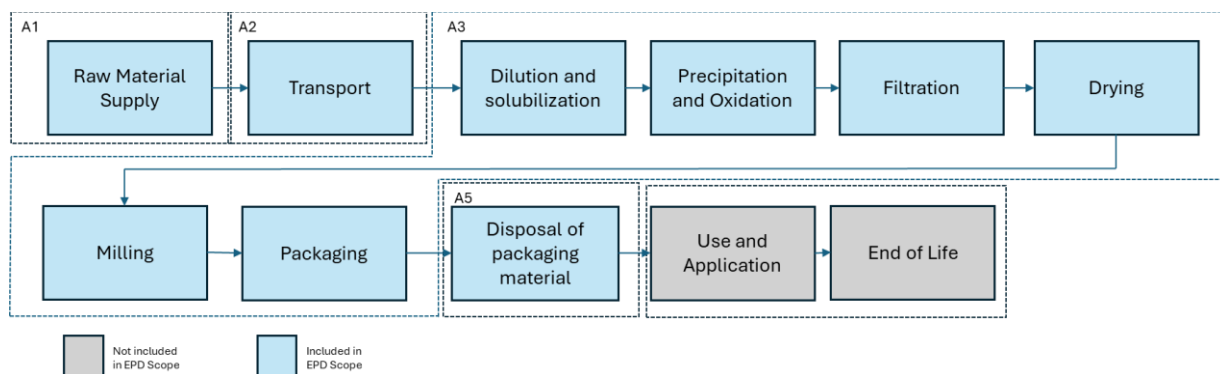 A1
Raw Material
Supply
A2
Transport
A3
Dilution and
solubilization
Precipitation
and Oxidation
Filtration
Drying
Milling
Packaging
A5
Disposal of
packaging
material
Use and
Application
End of Life
Not included
in EPD Scope
Included in
EPD Scope